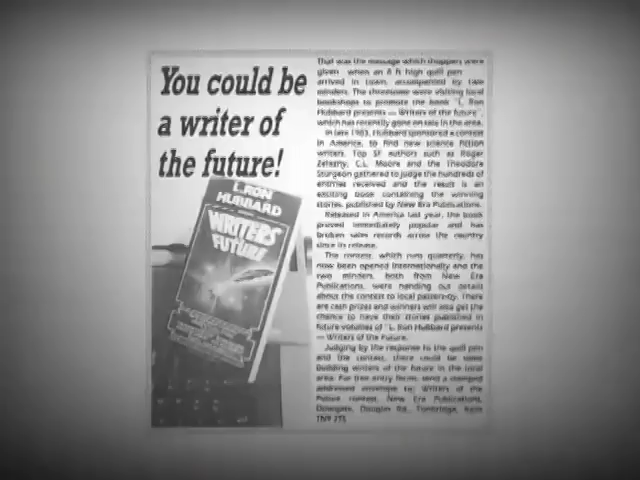 You could be
a writer of
the future!
L. RON
HUBBARD
WRITERS
FUTURE
That was the message which shoppers were
given when an 8 ft high quill pen
arrived in town, accompanied by two
minders. The threesome were visiting local
bookshops to promote the book "L. Ron
Hubbard presents — Writers of the future",
which has recently gone on sale in the area.
In late 1983, Hubbard sponsored a contest
in America, to find new science fiction
writers. Top SF authors such as Roger
Zelazny, C.L. Moore and the Theodore
Sturgeon gathered to judge the hundreds of
entries received and the result is an
exciting book containing the winning
stories, published by New Era Publications.
Released in America last year, the book
proved immediately popular and has
broken sales records across the country
since its release.
The contest, which runs quarterly, has
now been opened internationally and the
two minders, both from New Era
Publications, were handing out details
about the contest to local passers-by. There
are cash prizes and winners will also get the
chance to have their stories published in
future volumes of "L. Ron Hubbard presents
— Writers of the Future.
Judging by the response to the quill pen
and the contest, there could be some
budding writers of the future in the local
area. For free entry forms, send a stamped
addressed envelope to: Writers of the
Future contest, New Era Publications,
Dowgate, Douglas Rd., Tonbridge, Kent
TN9 2TS